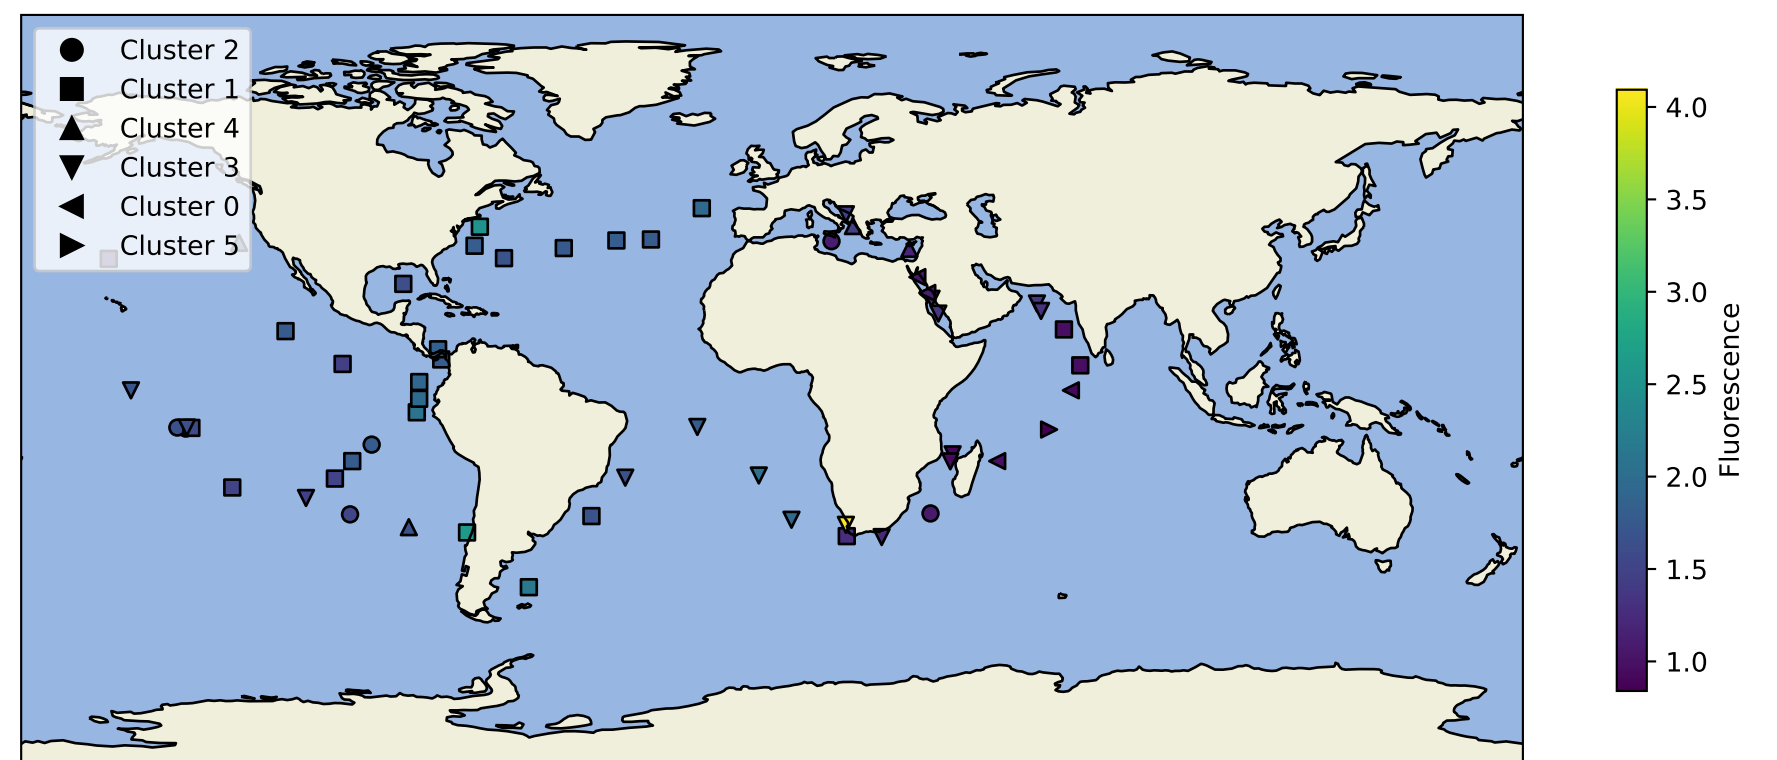 Cluster 2
Cluster 1
Cluster 4
Cluster 3
Cluster 0
Cluster 5
4.0
3.5
3.0
2.5
2.0
1.5
1.0
Fluorescence